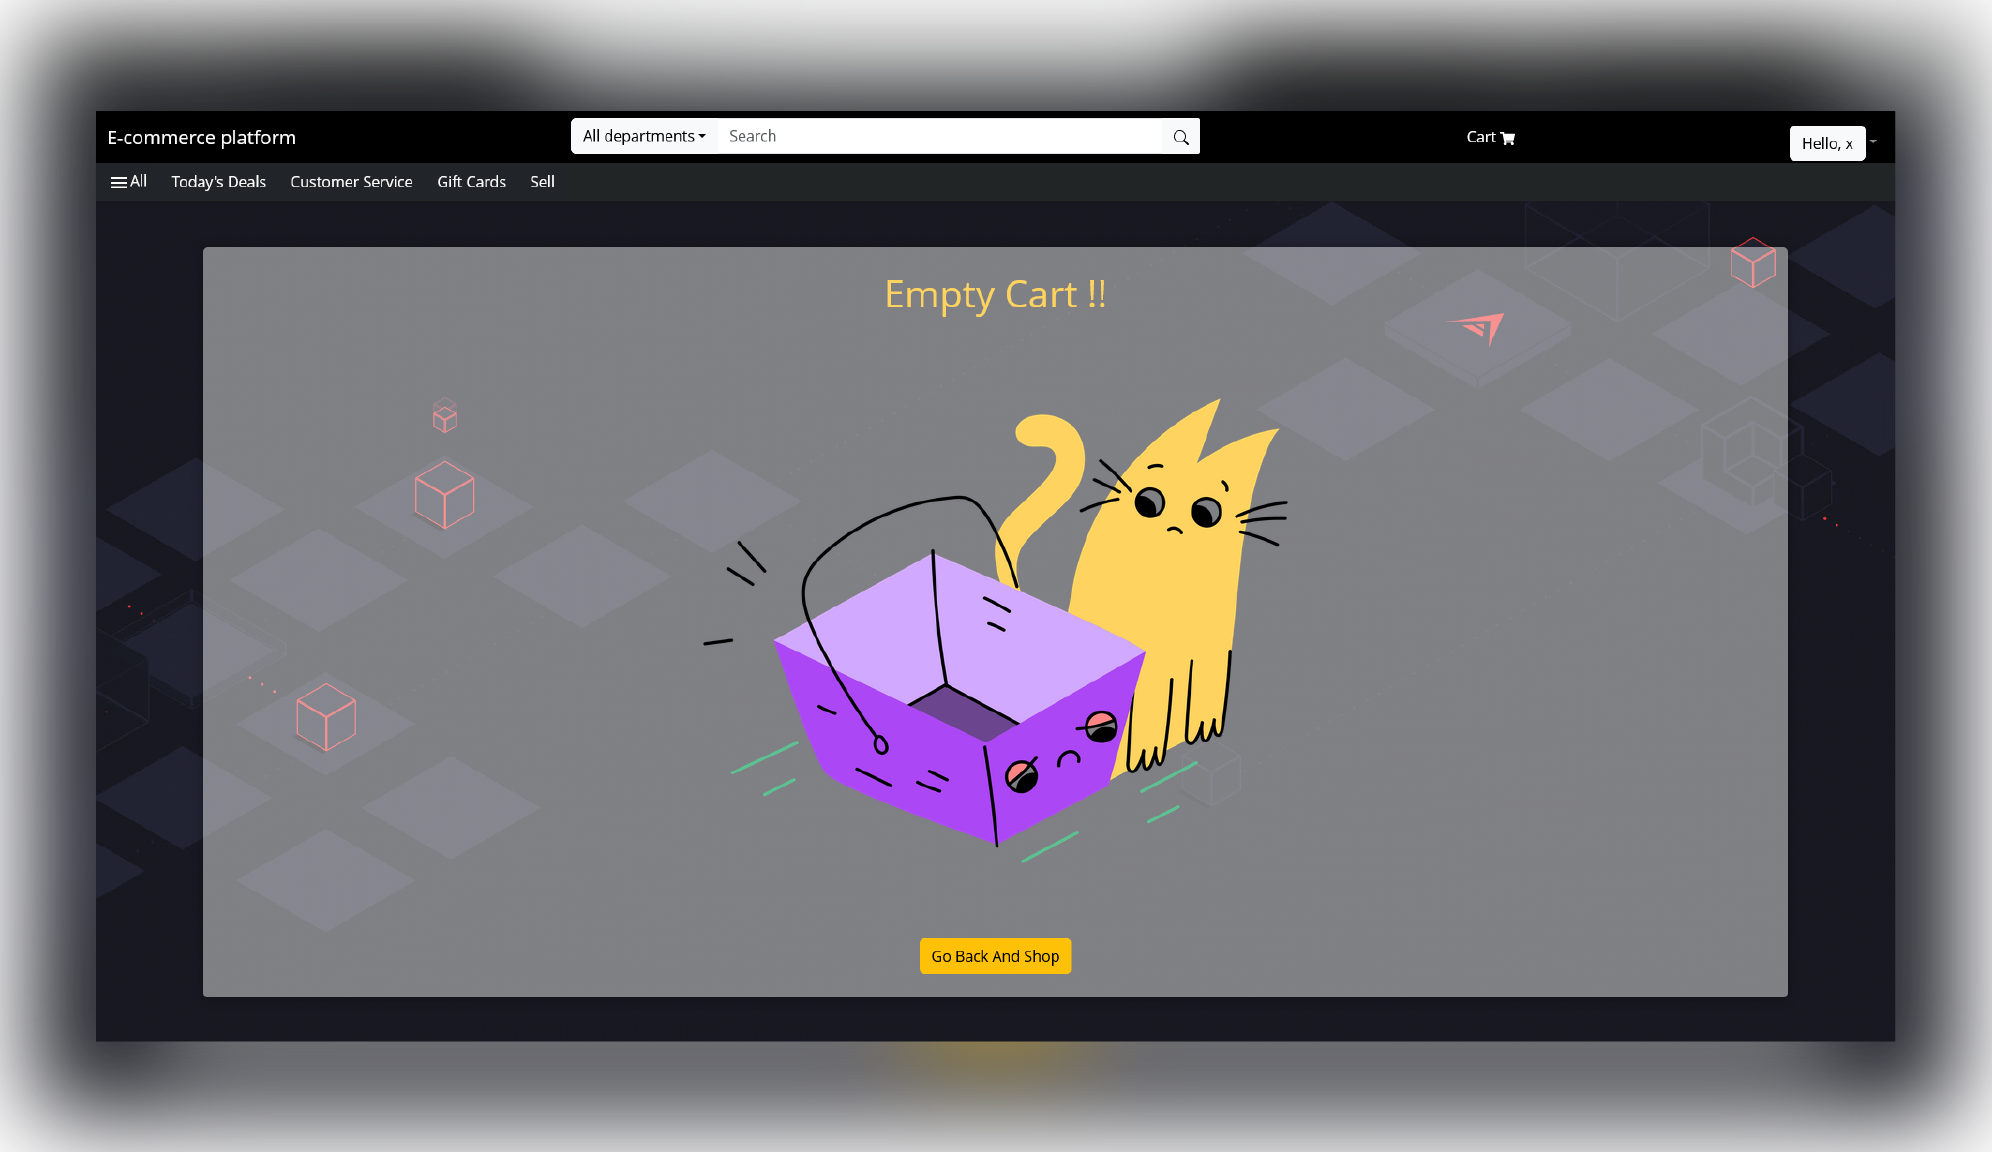 E-commerce platform
All departments
Search
Cart
Hello, x
All
Today's Deals
Customer Service
Gift Cards
Sell
Empty Cart !!
Go Back And Shop